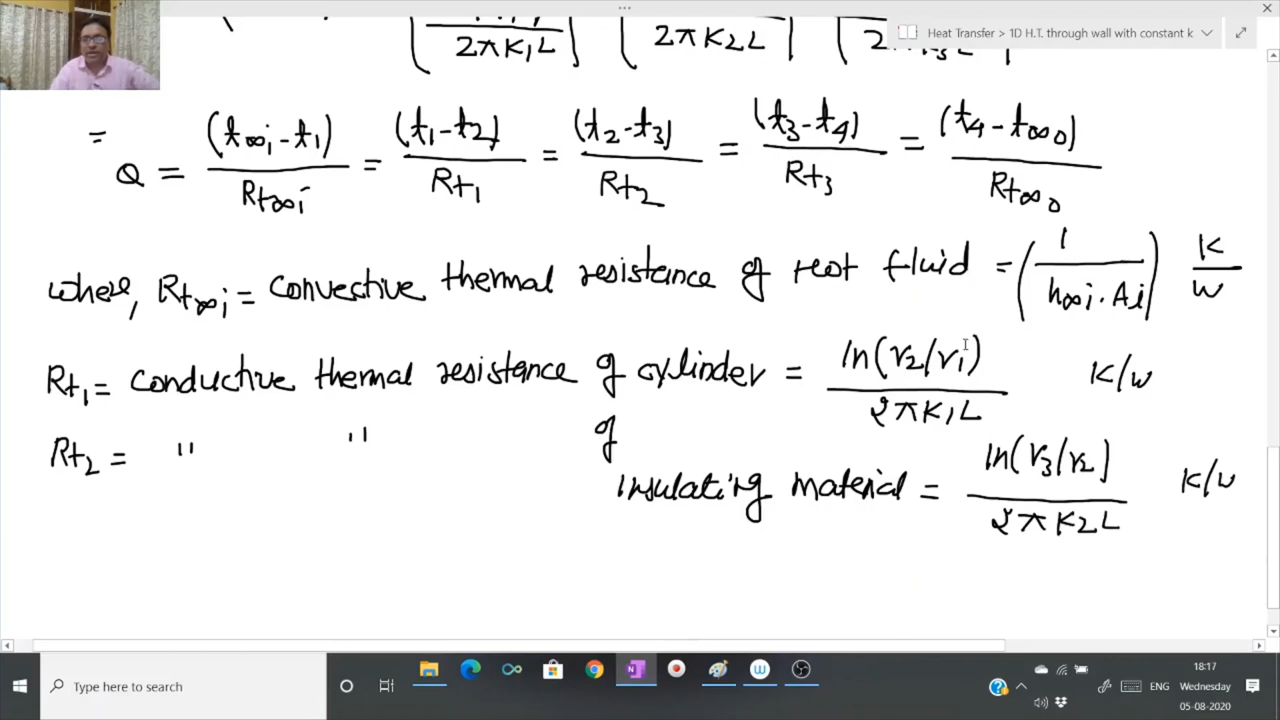 Heat Transfer > 1D H.T. through wall with constant k
2πK₁L 2πK₂L 2πK₃L
=
Q = (t∞i - t₁) / Rt∞i = (t₁ - t₂) / Rt₁ = (t₂ - t₃) / Rt₂ = (t₃ - t₄) / Rt₃ = (t₄ - t∞o) / Rt∞o
where, Rt∞i = convective thermal resistance of hot fluid = (1 / h∞i . Ai) K/W
Rt₁ = conductive thermal resistance of cylinder = ln(r₂/r₁) / 2πK₁L K/W
Rt₂ = " " of
insulating material = ln(r₃/r₂) / 2πK₂L K/W
Type here to search
ENG
18:17
Wednesday
05-08-2020